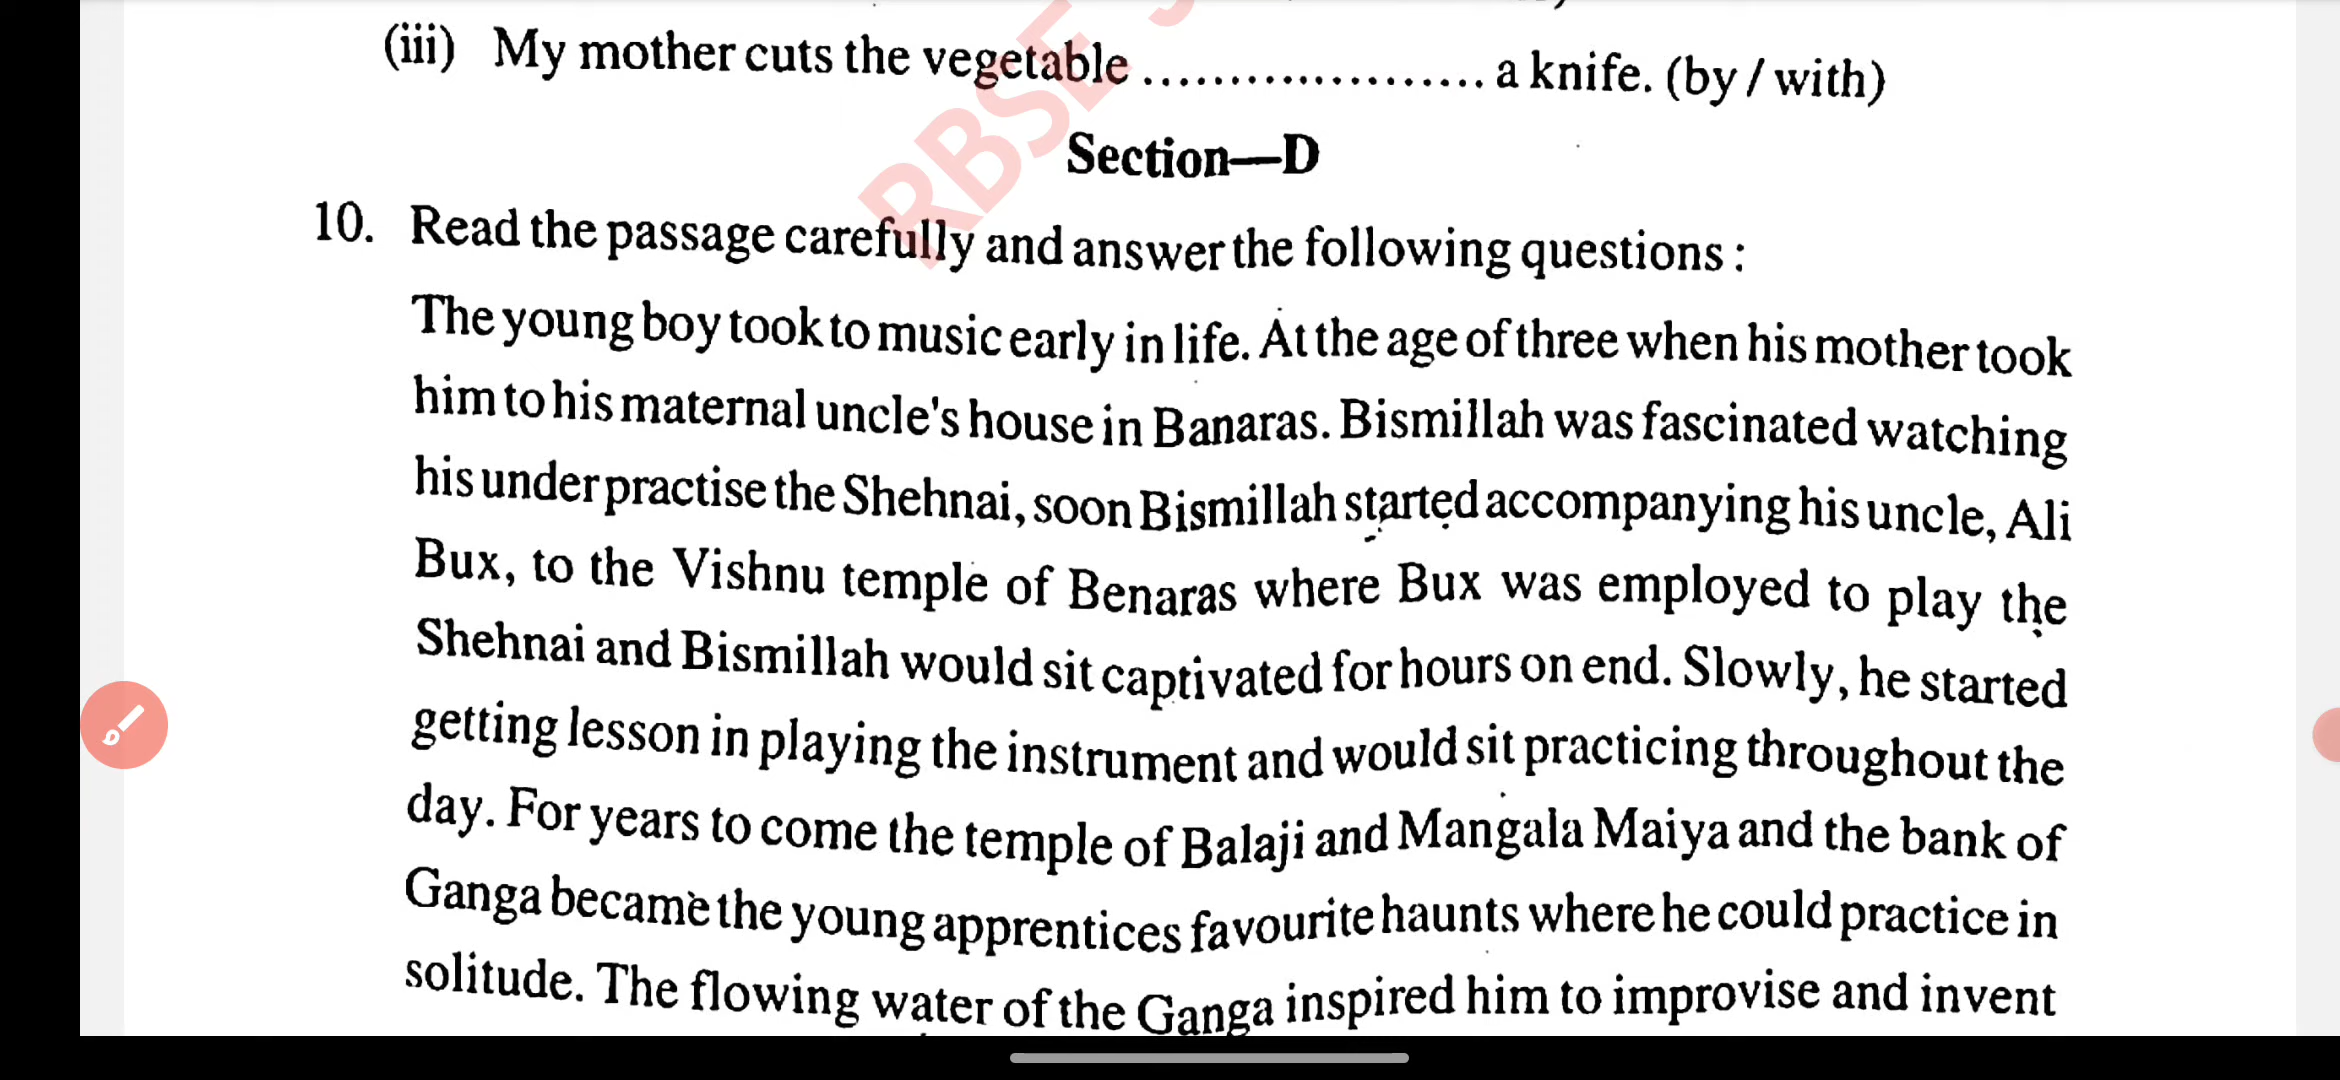 (iii) My mother cuts the vegetable ........................ a knife. (by / with)
Section—D
10. Read the passage carefully and answer the following questions :
The young boy took to music early in life. At the age of three when his mother took
him to his maternal uncle's house in Banaras. Bismillah was fascinated watching
his under practise the Shehnai, soon Bismillah started accompanying his uncle, Ali
Bux, to the Vishnu temple of Benaras where Bux was employed to play the
Shehnai and Bismillah would sit captivated for hours on end. Slowly, he started
getting lesson in playing the instrument and would sit practicing throughout the
day. For years to come the temple of Balaji and Mangala Maiya and the bank of
Ganga became the young apprentices favourite haunts where he could practice in
solitude. The flowing water of the Ganga inspired him to improvise and invent
RBSE